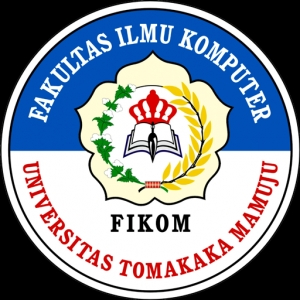 FAKULTAS ILMU KOMPUTER
FIKOM
UNIVERSITAS TOMAKAKA MAMUJU